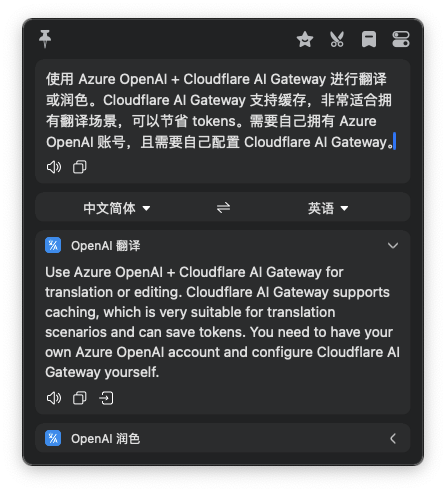 使用 Azure OpenAI + Cloudflare AI Gateway 进行翻译
或润色。Cloudflare AI Gateway 支持缓存，非常适合拥
有翻译场景，可以节省 tokens。需要自己拥有 Azure
OpenAI 账号，且需要自己配置 Cloudflare AI Gateway。
中文简体
英语
OpenAI 翻译
Use Azure OpenAI + Cloudflare AI Gateway for
translation or editing. Cloudflare AI Gateway supports
caching, which is very suitable for translation
scenarios and can save tokens. You need to have your
own Azure OpenAI account and configure Cloudflare AI
Gateway yourself.
OpenAI 润色